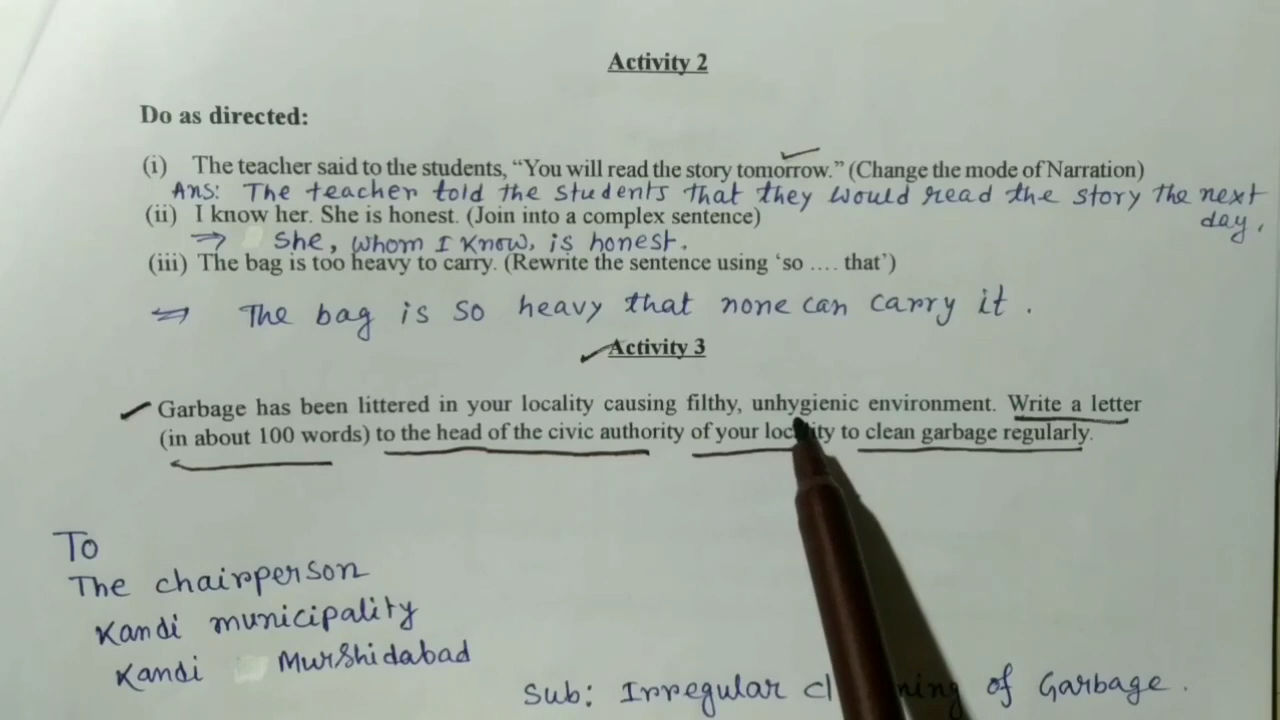 Activity 2
Do as directed:
(i) The teacher said to the students, “You will read the story tomorrow.” (Change the mode of Narration)
Ans: The teacher told the students that they would read the story the next day.
(ii) I know her. She is honest. (Join into a complex sentence)
⇒ She, whom I know, is honest.
(iii) The bag is too heavy to carry. (Rewrite the sentence using ‘so .... that’)
⇒ The bag is so heavy that none can carry it.
Activity 3
Garbage has been littered in your locality causing filthy, unhygienic environment. Write a letter
(in about 100 words) to the head of the civic authority of your locality to clean garbage regularly.
To
The chairperson
Kandi municipality
Kandi Murshidabad
Sub: Irregular of Garbage.